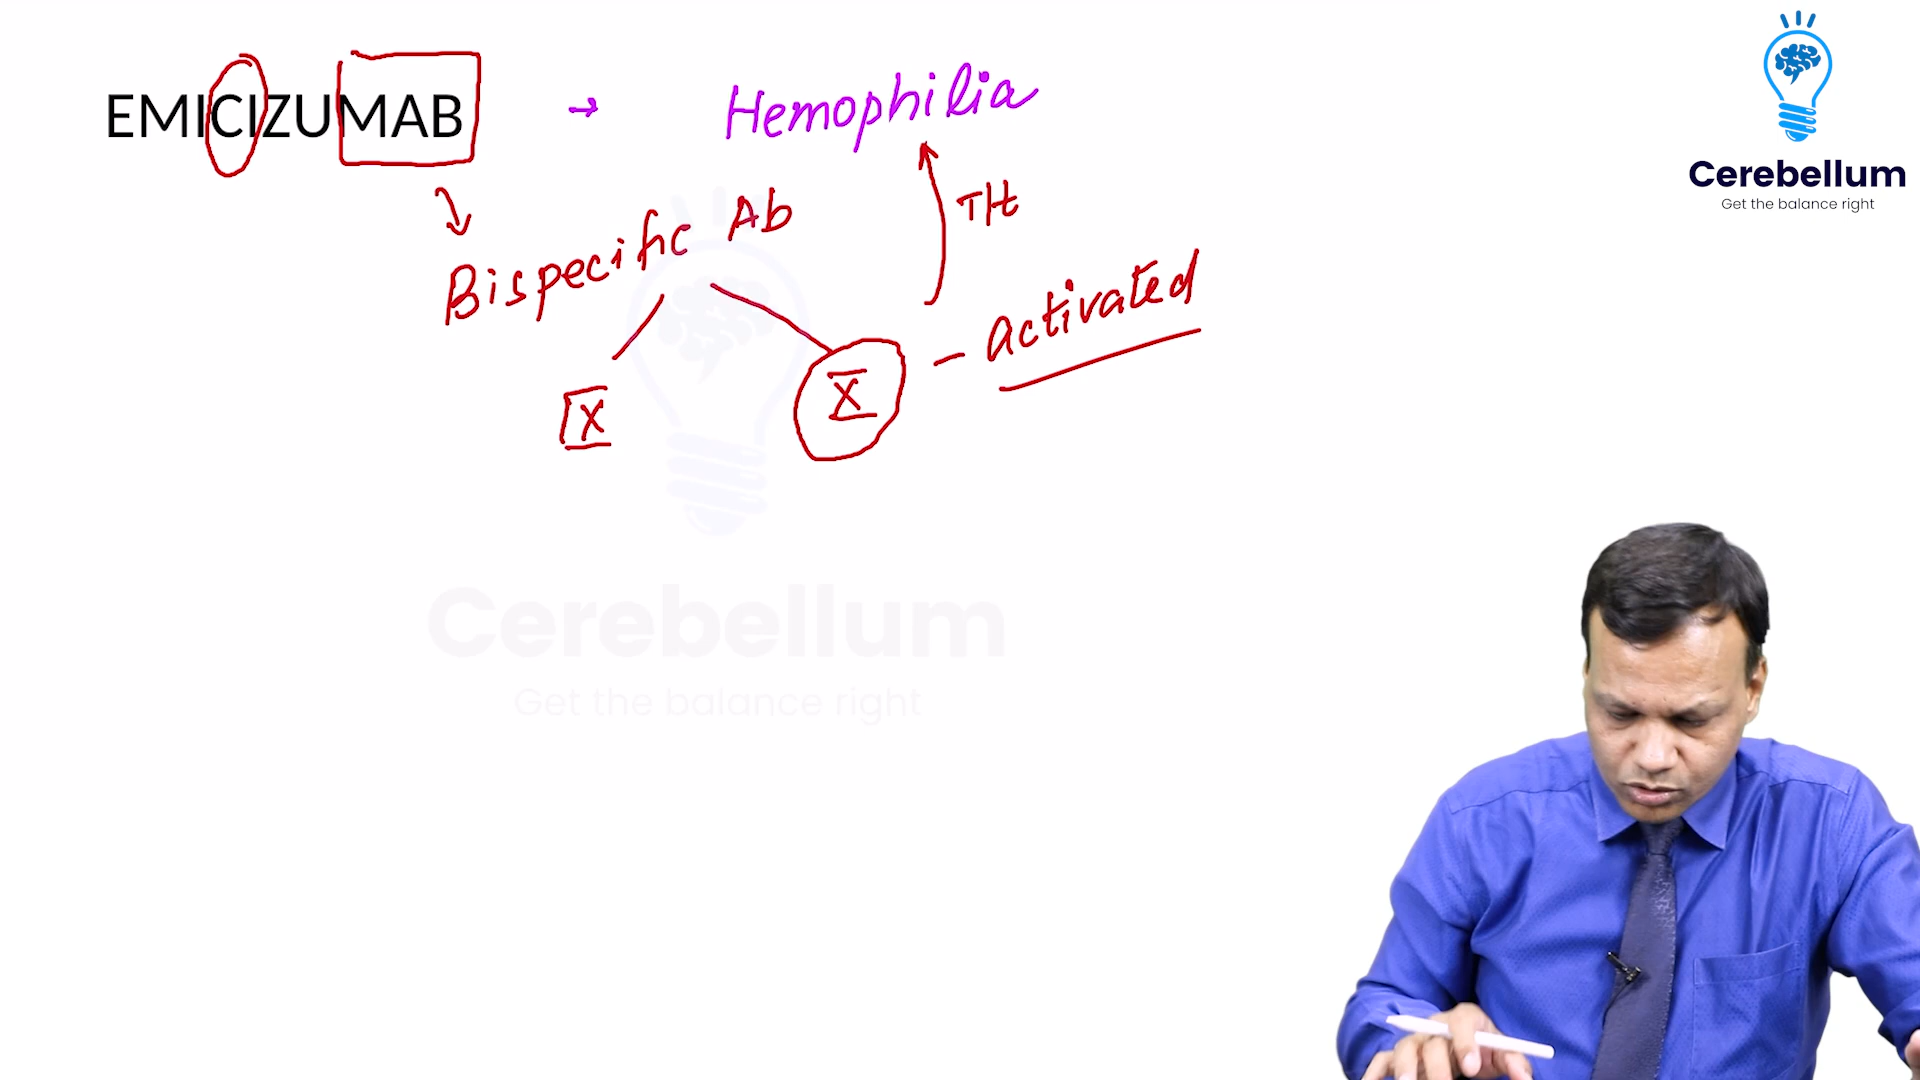 EMICIZUMAB → Hemophilia
Bispecific Ab
TH
IX
X - activated
Cerebellum
Get the balance right
Cerebellum
Get the balance right